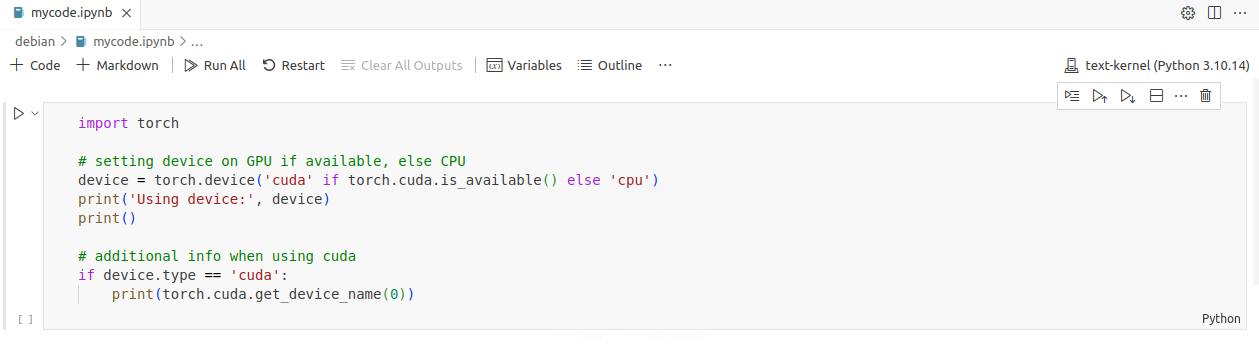 mycode.ipynb
debian > mycode.ipynb > ...
+ Code + Markdown Run All Restart Clear All Outputs Variables Outline ... text-kernel (Python 3.10.14)
import torch
# setting device on GPU if available, else CPU
device = torch.device('cuda' if torch.cuda.is_available() else 'cpu')
print('Using device:', device)
print()
# additional info when using cuda
if device.type == 'cuda':
    print(torch.cuda.get_device_name(0))
[ ] Python